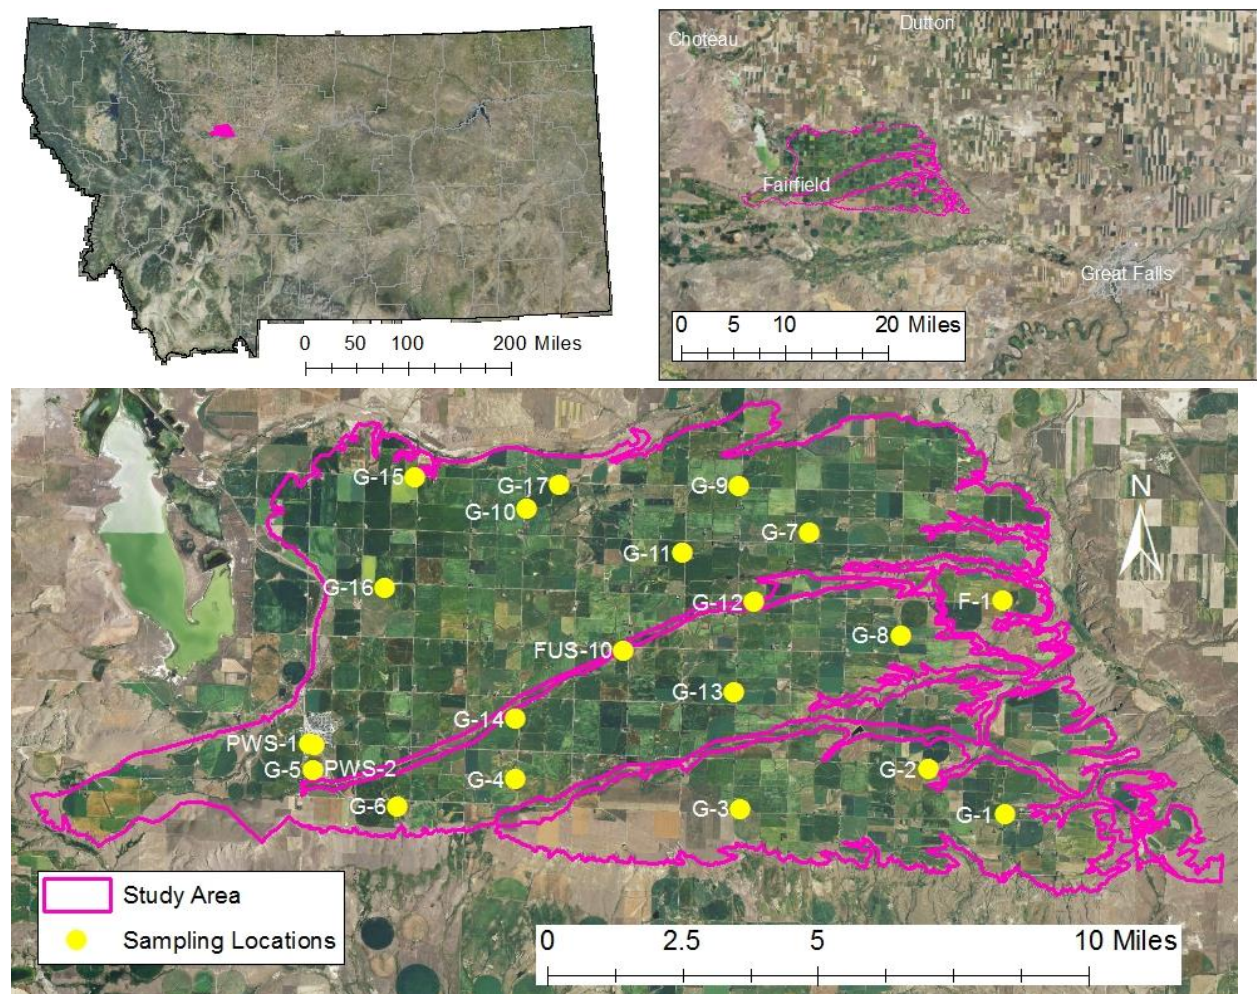 0 50 100 200 Miles
Dutton
Choteau
Fairfield
Great Falls
0 5 10 20 Miles
G-15
G-17
G-9
G-10
G-7
G-11
N
G-16
G-12
F-1
G-8
FUS-10
G-13
G-14
PWS-1
G-5 PWS-2
G-4
G-2
G-6
G-3
G-1
Study Area
Sampling Locations
0 2.5 5 10 Miles